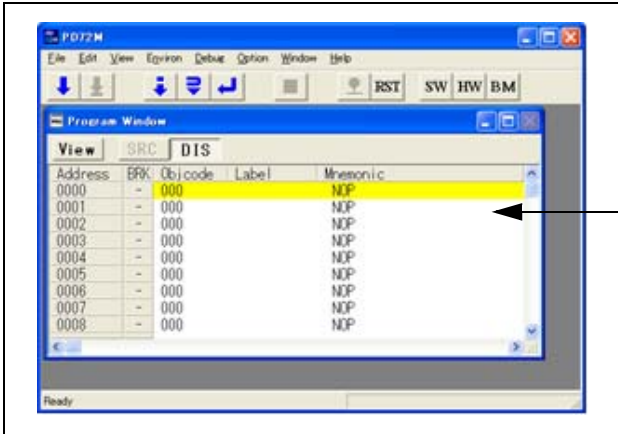 PD72M
File Edit View Environ Debug Option Window Help
RST SW HW BM
Program Window
View SRC DIS
Address BRK Objcode Label Mnemonic
0000 - 000 NOP
0001 - 000 NOP
0002 - 000 NOP
0003 - 000 NOP
0004 - 000 NOP
0005 - 000 NOP
0006 - 000 NOP
0007 - 000 NOP
0008 - 000 NOP
Ready